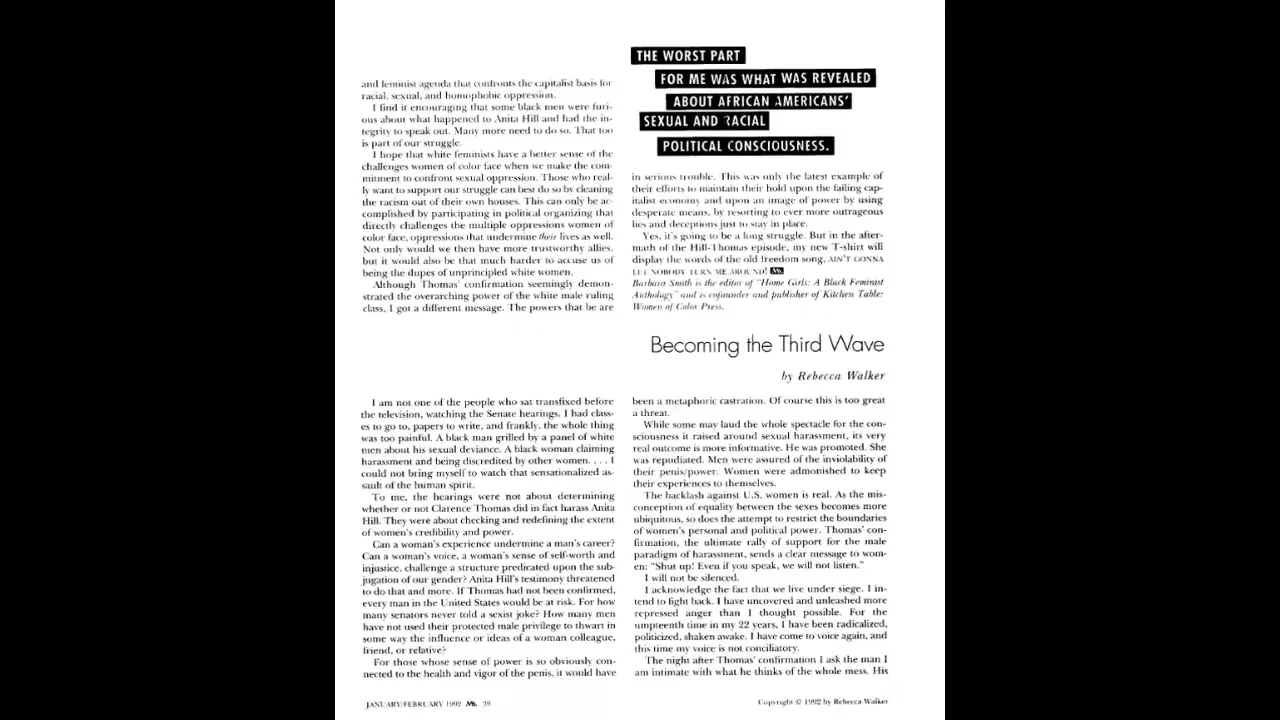 and feminist agenda that confronts the capitalist basis for
racial, sexual, and homophobic oppression.
I find it encouraging that some black men were furi-
ous about what happened to Anita Hill and had the in-
tegrity to speak out. Many more need to do so. That too
is part of our struggle.
I hope that white feminists have a better sense of the
challenges women of color face when we make the com-
mitment to confront sexual oppression. Those who real-
ly want to support our struggle can best do so by cleaning
the racism out of their own houses. This can only be ac-
complished by participating in political organizing that
directly challenges the multiple oppressions women of
color face, oppressions that undermine their lives as well.
Not only would we then have more trustworthy allies,
but it would also be that much harder to accuse us of
being the dupes of unprincipled white women.
Although Thomas' confirmation seemingly demon-
strated the overarching power of the white male ruling
class, I got a different message. The powers that be are
THE WORST PART
FOR ME WAS WHAT WAS REVEALED
ABOUT AFRICAN AMERICANS'
SEXUAL AND RACIAL
POLITICAL CONSCIOUSNESS.
in serious trouble. This was only the latest example of
their efforts to maintain their hold upon the failing cap-
italist economy and upon an image of power by using
desperate means, by resorting to ever more outrageous
lies and deceptions just to stay in place.
Yes, it's going to be a long struggle. But in the after-
math of the Hill-Thomas episode, my new T-shirt will
display the words of the old freedom song, AIN'T GONNA
LET NOBODY TURN ME AROUND! Ms.
Barbara Smith is the editor of "Home Girls: A Black Feminist
Anthology" and is cofounder and publisher of Kitchen Table:
Women of Color Press.
Becoming the Third Wave
by Rebecca Walker
I am not one of the people who sat transfixed before
the television, watching the Senate hearings. I had class-
es to go to, papers to write, and frankly, the whole thing
was too painful. A black man grilled by a panel of white
men about his sexual deviance. A black woman claiming
harassment and being discredited by other women. . . . I
could not bring myself to watch that sensationalized as-
sault of the human spirit.
To me, the hearings were not about determining
whether or not Clarence Thomas did in fact harass Anita
Hill. They were about checking and redefining the extent
of women's credibility and power.
Can a woman's experience undermine a man's career?
Can a woman's voice, a woman's sense of self-worth and
injustice, challenge a structure predicated upon the sub-
jugation of our gender? Anita Hill's testimony threatened
to do that and more. If Thomas had not been confirmed,
every man in the United States would be at risk. For how
many senators never told a sexist joke? How many men
have not used their protected male privilege to thwart in
some way the influence or ideas of a woman colleague,
friend, or relative?
For those whose sense of power is so obviously con-
nected to the health and vigor of the penis, it would have
been a metaphoric castration. Of course this is too great
a threat.
While some may laud the whole spectacle for the con-
sciousness it raised around sexual harassment, its very
real outcome is more informative. He was promoted. She
was repudiated. Men were assured of the inviolability of
their penis/power. Women were admonished to keep
their experiences to themselves.
The backlash against U.S. women is real. As the mis-
conception of equality between the sexes becomes more
ubiquitous, so does the attempt to restrict the boundaries
of women's personal and political power. Thomas' con-
firmation, the ultimate rally of support for the male
paradigm of harassment, sends a clear message to wom-
en: "Shut up! Even if you speak, we will not listen."
I will not be silenced.
I acknowledge the fact that we live under siege. I in-
tend to fight back. I have uncovered and unleashed more
repressed anger than I thought possible. For the
umpteenth time in my 22 years, I have been radicalized,
politicized, shaken awake. I have come to voice again, and
this time my voice is not conciliatory.
The night after Thomas' confirmation I ask the man I
am intimate with what he thinks of the whole mess. His
JANUARY/FEBRUARY 1992 Ms. 39
Copyright © 1992 by Rebecca Walker